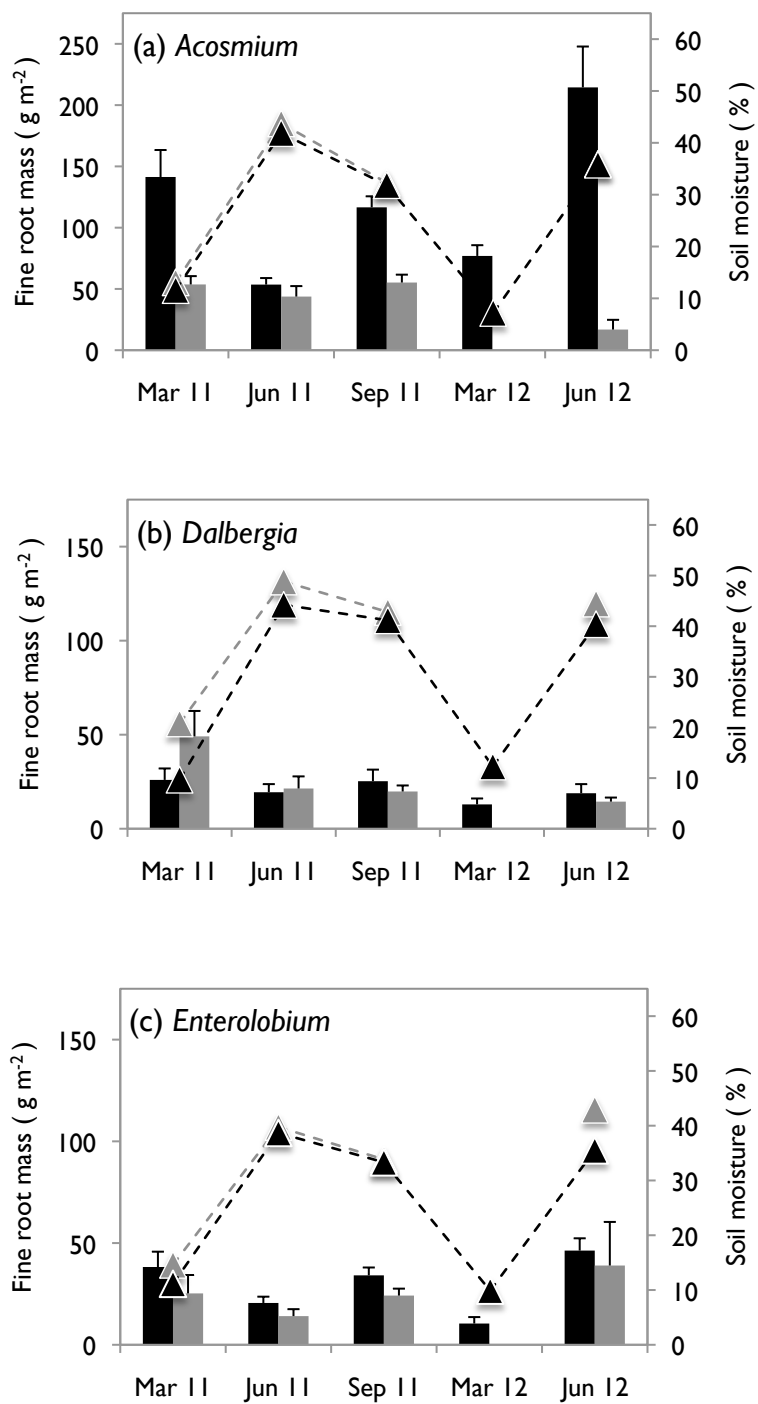 (a) Acosmium
Fine root mass ( g m-2)
250
200
150
100
50
0
60
50
40
30
20
10
0
Soil moisture ( % )
Mar 11 Jun 11 Sep 11 Mar 12 Jun 12
(b) Dalbergia
Fine root mass ( g m-2)
150
100
50
0
60
50
40
30
20
10
0
Soil moisture ( % )
Mar 11 Jun 11 Sep 11 Mar 12 Jun 12
(c) Enterolobium
Fine root mass ( g m-2)
150
100
50
0
60
50
40
30
20
10
0
Soil moisture ( % )
Mar 11 Jun 11 Sep 11 Mar 12 Jun 12